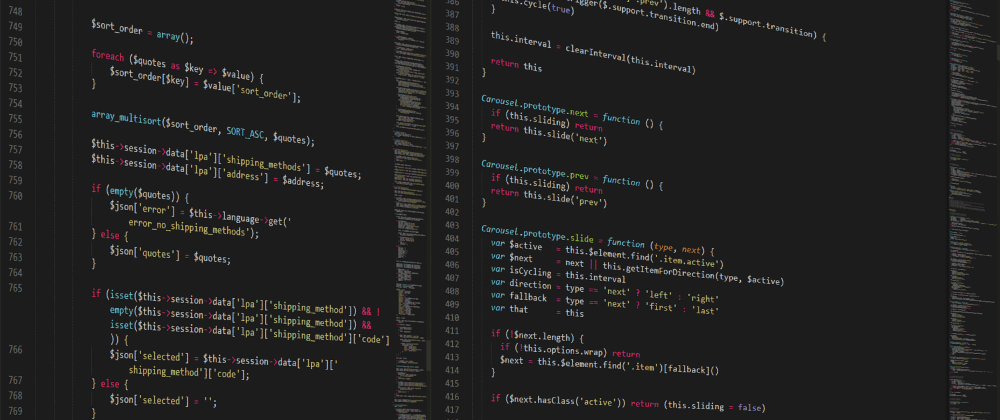 748 $sort_order = array();
749
750 foreach ($quotes as $key => $value) {
751 $sort_order[$key] = $value['sort_order'];
752 }
753
754 array_multisort($sort_order, SORT_ASC, $quotes);
755
756 $this->session->data['lpa']['shipping_methods'] = $quotes;
757 $this->session->data['lpa']['address'] = $address;
758
759 if (empty($quotes)) {
760 $json['error'] = $this->language->get('
error_no_shipping_methods');
761 } else {
762 $json['quotes'] = $quotes;
763 }
764
765 if (isset($this->session->data['lpa']['shipping_method']) &&
empty($this->session->data['lpa']['shipping_method']) &&
isset($this->session->data['lpa']['shipping_method']['code']
)) {
766 $json['selected'] = $this->session->data['lpa']['
shipping_method']['code'];
767 } else {
768 $json['selected'] = '';
769 }
.prev').length && $.support.transition) {
($.support.transition.end)
386 this.cycle(true)
387 }
388
389 this.interval = clearInterval(this.interval)
390
391 return this
392 }
393
394 Carousel.prototype.next = function () {
395 if (this.sliding) return
396 return this.slide('next')
397 }
398
399 Carousel.prototype.prev = function () {
400 if (this.sliding) return
401 return this.slide('prev')
402 }
403
404 Carousel.prototype.slide = function (type, next) {
405 var $active = this.$element.find('.item.active')
406 var $next = next || this.getItemForDirection(type, $active)
407 var isCycling = this.interval
408 var direction = type == 'next' ? 'left' : 'right'
409 var fallback = type == 'next' ? 'first' : 'last'
410 var that = this
411 if (!$next.length) {
412 if (!this.options.wrap) return
413 $next = this.$element.find('.item')[fallback]()
414 }
415
416 if ($next.hasClass('active')) return (this.sliding = false)
417